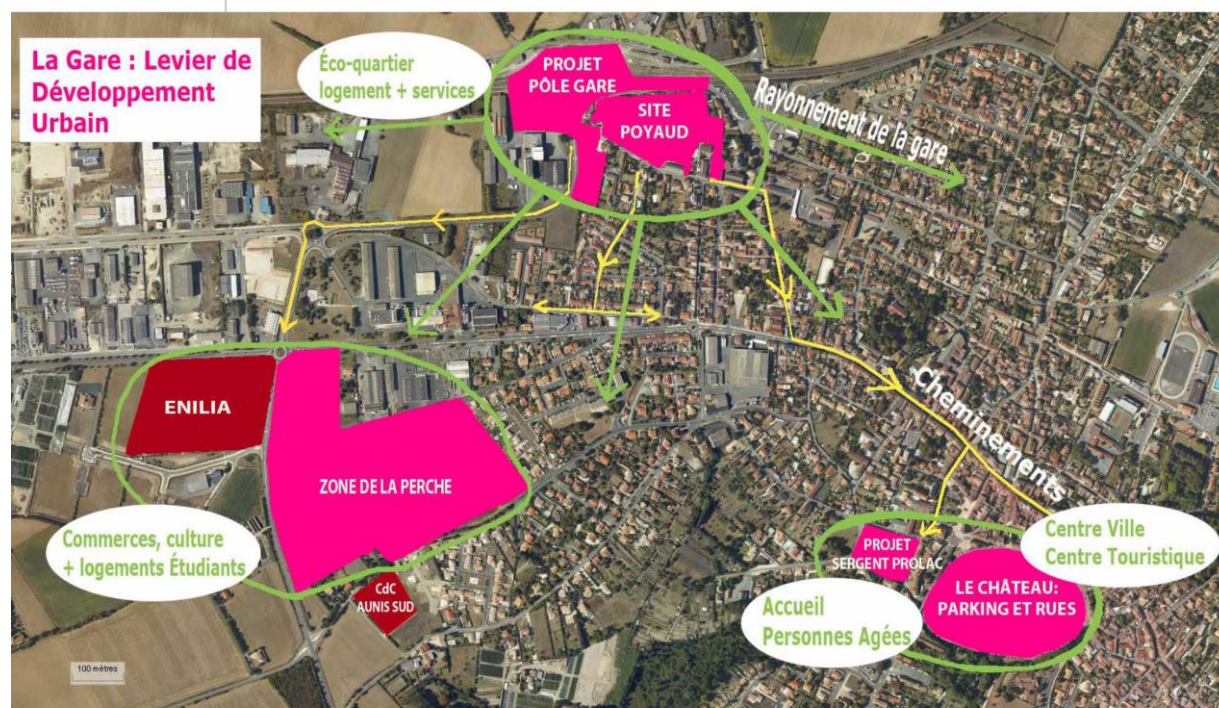 La Gare : Levier de
Développement
Urbain
Éco-quartier
logement + services
PROJET
PÔLE GARE
SITE
POYAUD
Rayonnement de la gare
ENILIA
ZONE DE LA PERCHE
Commerces, culture
+ logements Étudiants
CdC
AUNIS SUD
Cheminements
PROJET
SERGENT PROLAC
Centre Ville
Centre Touristique
LE CHÂTEAU:
PARKING ET RUES
Accueil
Personnes Agées
100 mètres